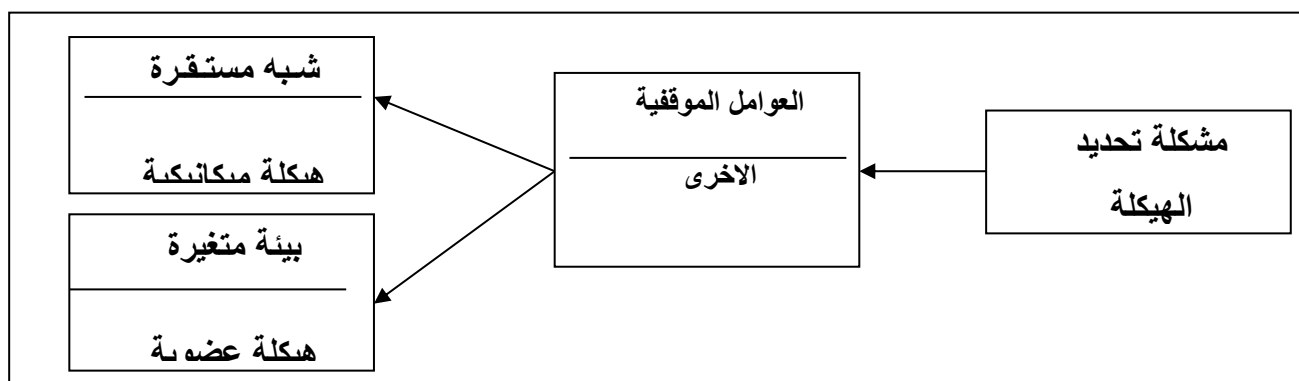 مشكلة تحديد
الهيكلة
العوامل الموقفية
الاخرى
شبه مستقرة
هيكلة ميكانيكية
بيئة متغيرة
هيكلة عضوية